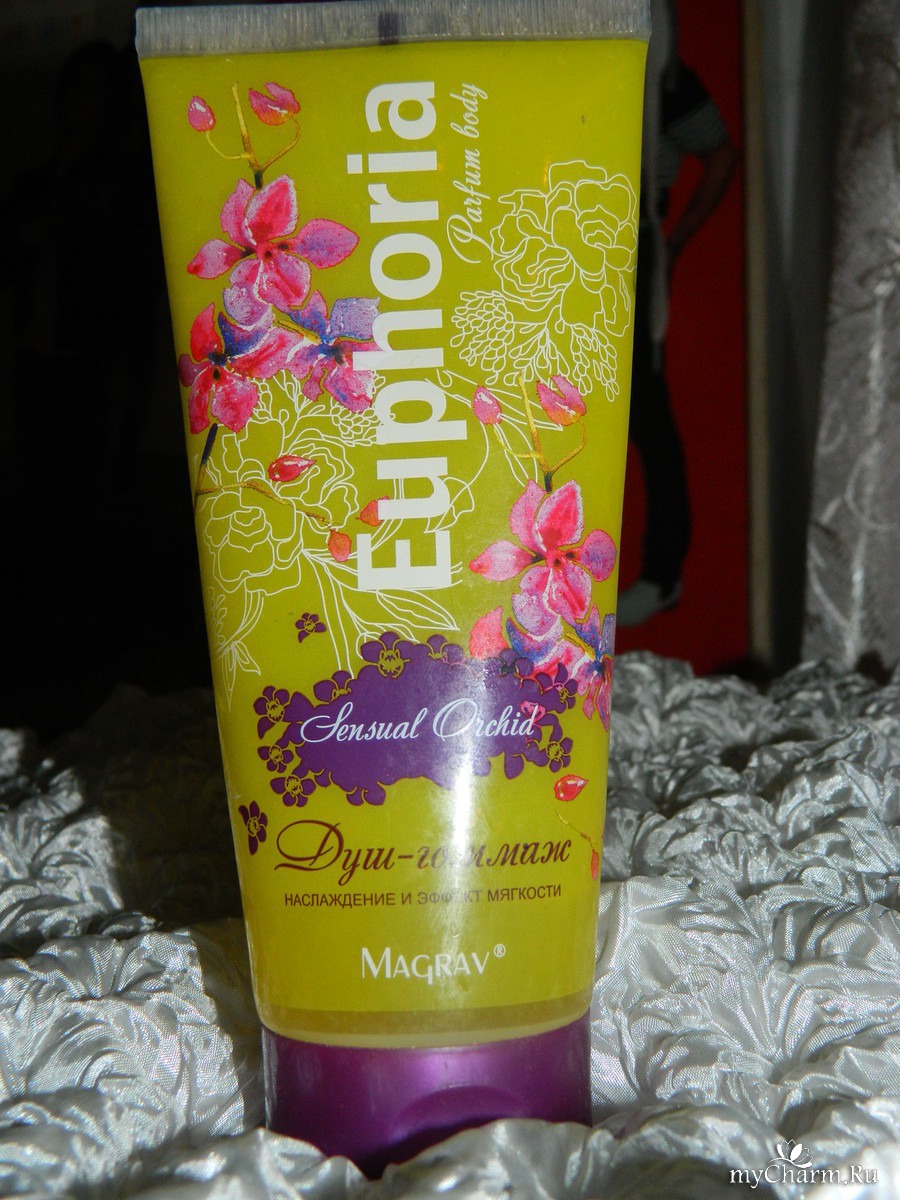 Euphoria
Parfum body
Sensual Orchid
Душ-гоммаж
НАСЛАЖДЕНИЕ И ЭФФЕКТ МЯГКОСТИ
MAGRAV®
myCharm.Ru